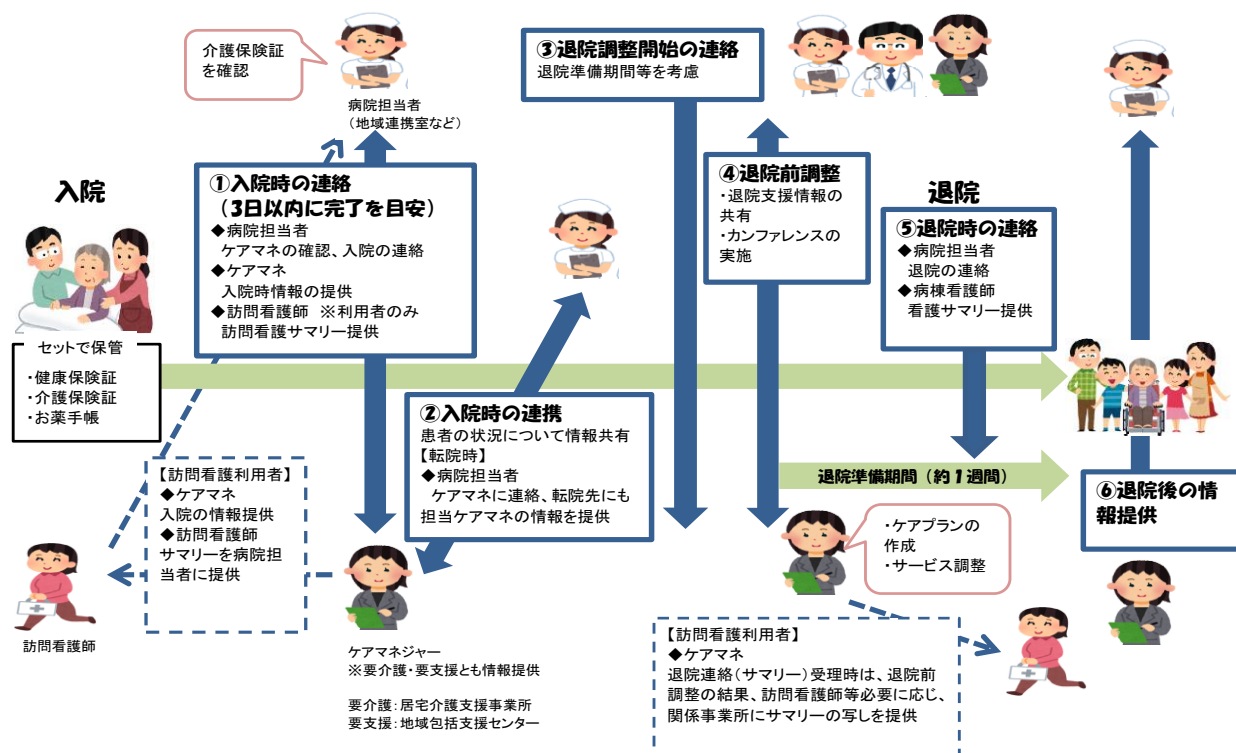 介護保険証
を確認
病院担当者
（地域連携室など）
入院
セットで保管
・健康保険証
・介護保険証
・お薬手帳
①入院時の連絡
（3日以内に完了を目安）
◆病院担当者
ケアマネの確認、入院の連絡
◆ケアマネ
入院時情報の提供
◆訪問看護師　※利用者のみ
訪問看護サマリー提供
②入院時の連携
患者の状況について情報共有
【転院時】
◆病院担当者
ケアマネに連絡、転院先にも
担当ケアマネの情報を提供
③退院調整開始の連絡
退院準備期間等を考慮
④退院前調整
・退院支援情報の
共有
・カンファレンスの
実施
退院
⑤退院時の連絡
◆病院担当者
退院の連絡
◆病棟看護師
看護サマリー提供
退院準備期間（約１週間）
⑥退院後の情
報提供
【訪問看護利用者】
◆ケアマネ
入院の情報提供
◆訪問看護師
サマリーを病院担
当者に提供
訪問看護師
ケアマネジャー
※要介護・要支援とも情報提供
要介護：居宅介護支援事業所
要支援：地域包括支援センター
・ケアプランの
作成
・サービス調整
【訪問看護利用者】
◆ケアマネ
退院連絡（サマリー）受理時は、退院前
調整の結果、訪問看護師等必要に応じ、
関係事業所にサマリーの写しを提供